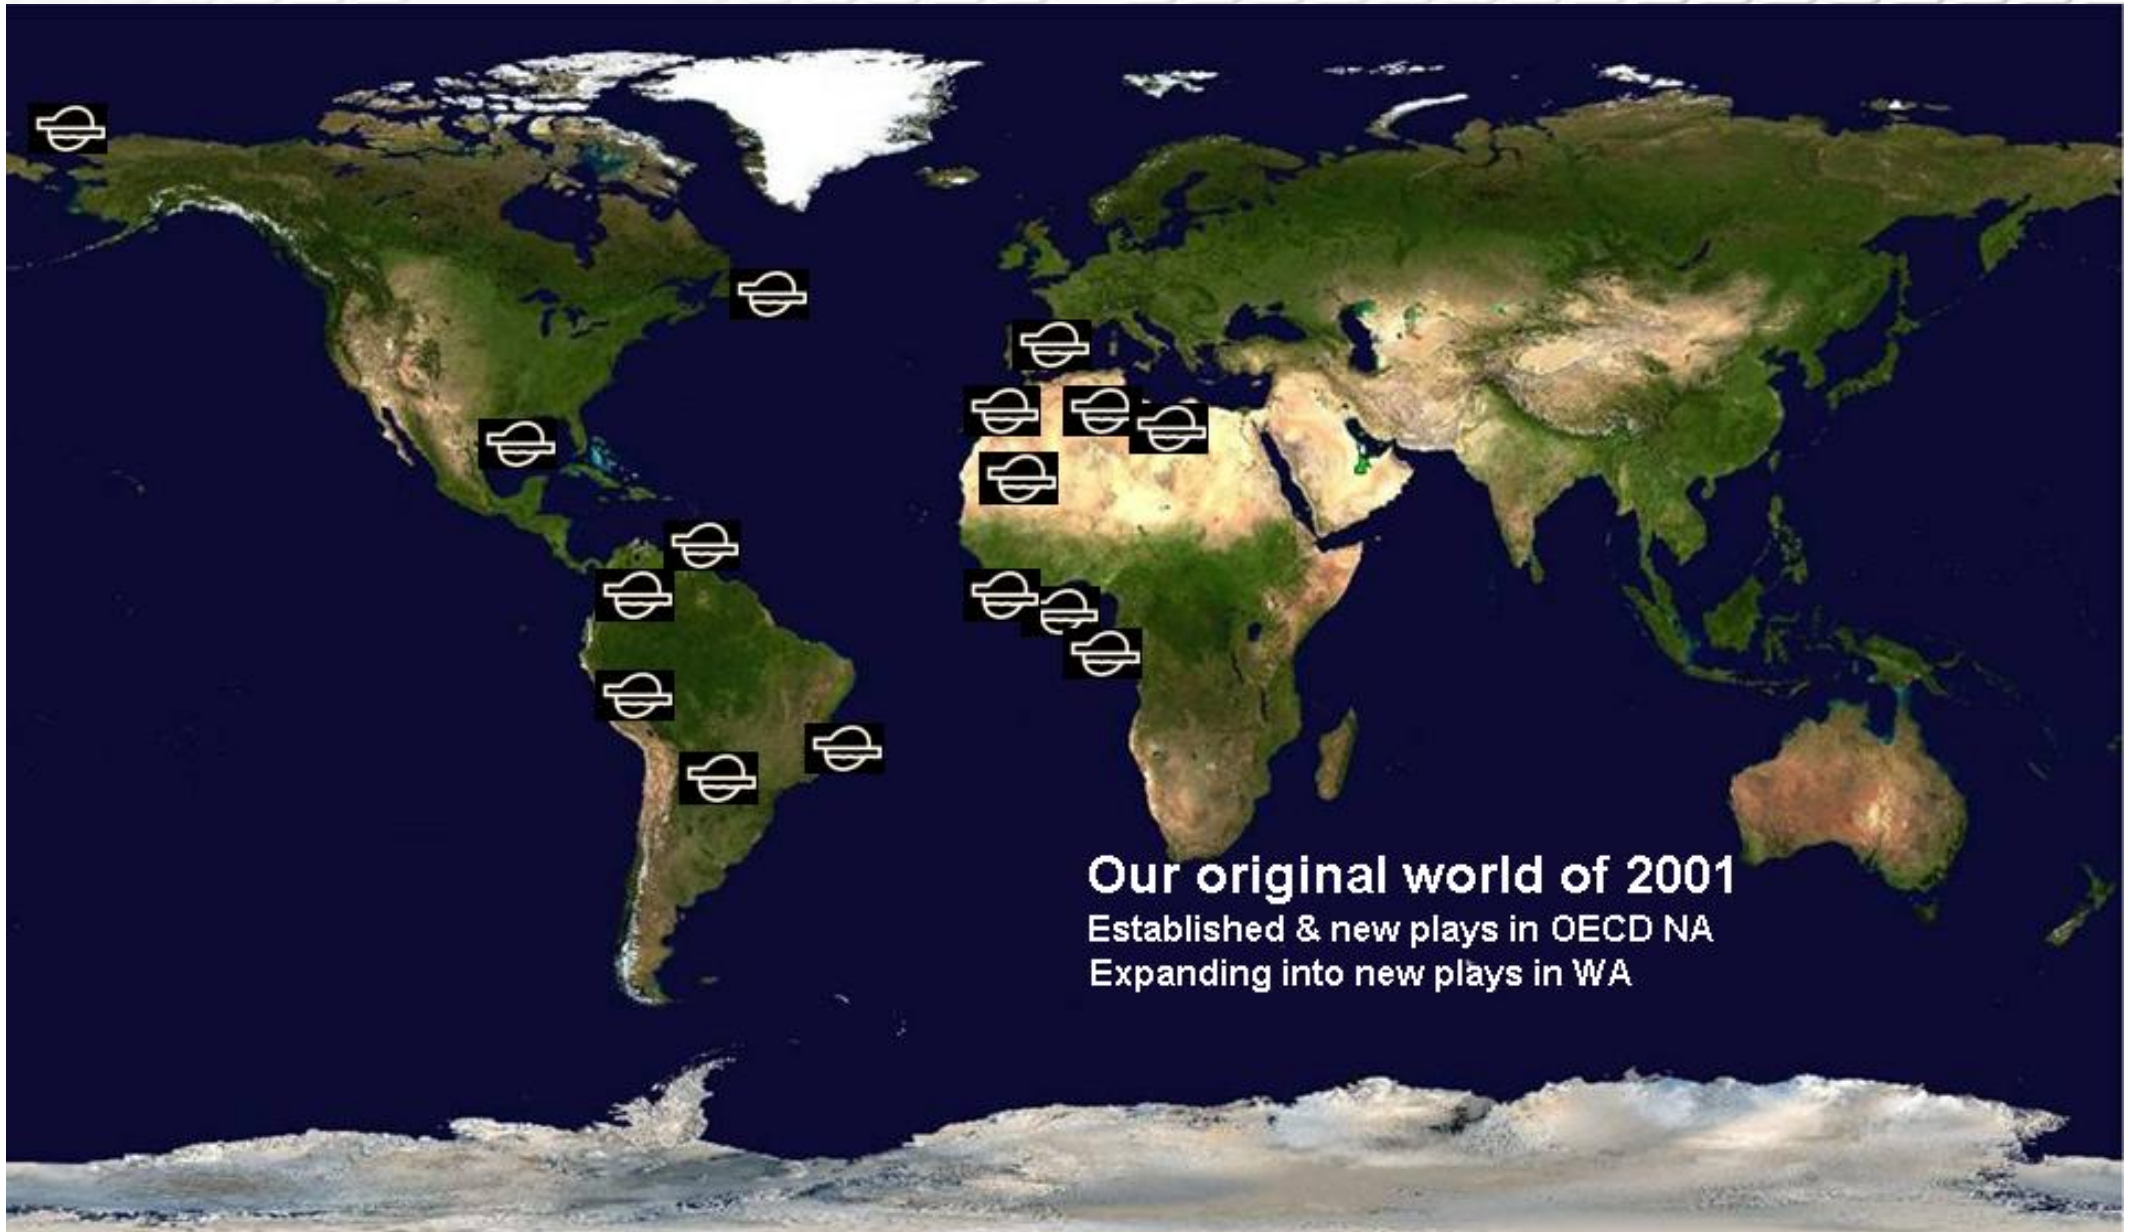 Our original world of 2001
Established & new plays in OECD NA
Expanding into new plays in WA